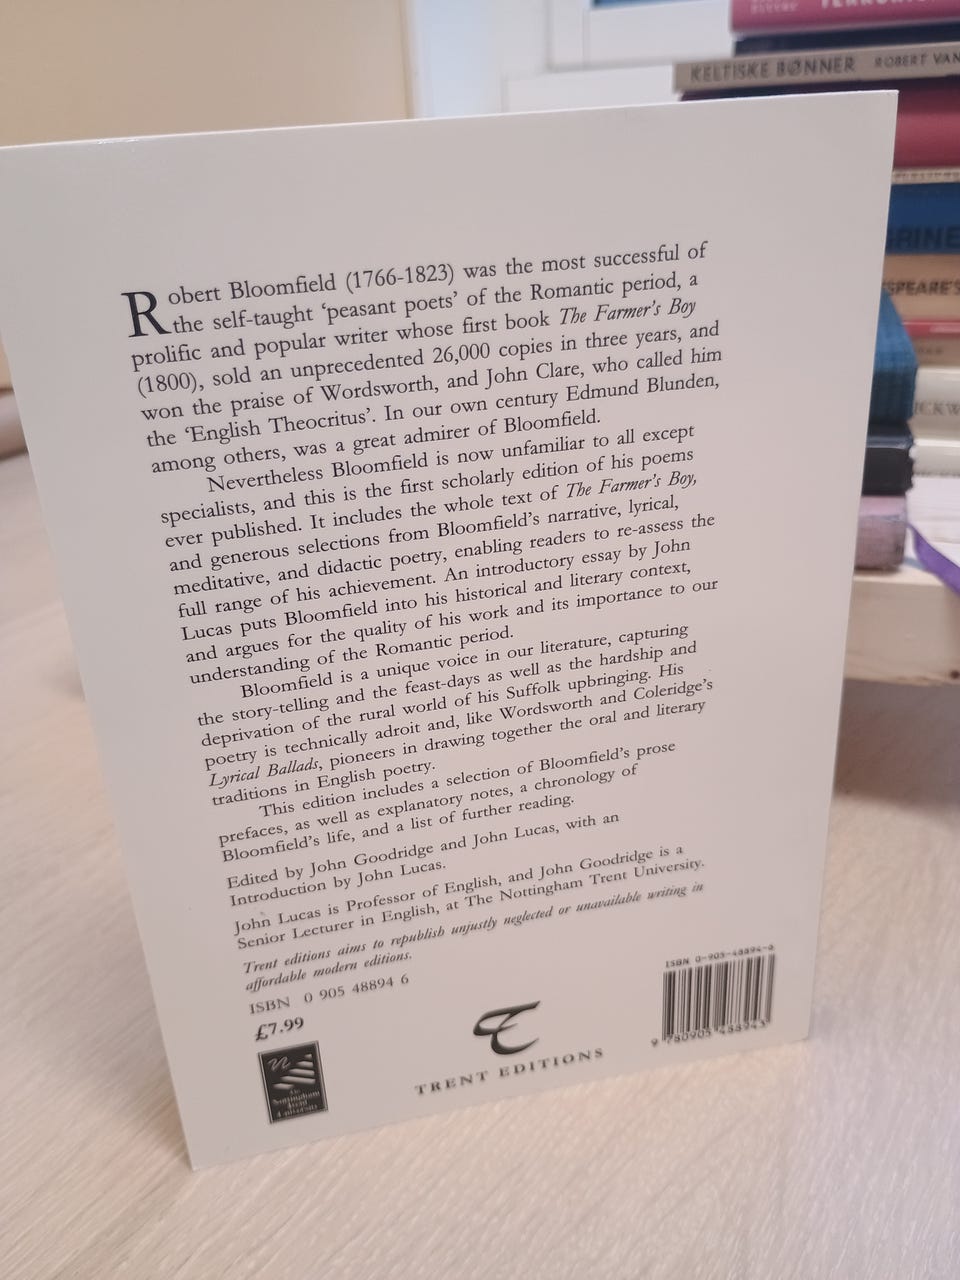 Robert Bloomfield (1766-1823) was the most successful of
the self-taught ‘peasant poets’ of the Romantic period, a
prolific and popular writer whose first book The Farmer's Boy
(1800), sold an unprecedented 26,000 copies in three years, and
won the praise of Wordsworth, and John Clare, who called him
the ‘English Theocritus’. In our own century Edmund Blunden,
among others, was a great admirer of Bloomfield.
Nevertheless Bloomfield is now unfamiliar to all except
specialists, and this is the first scholarly edition of his poems
ever published. It includes the whole text of The Farmer's Boy,
and generous selections from Bloomfield's narrative, lyrical,
meditative, and didactic poetry, enabling readers to re-assess the
full range of his achievement. An introductory essay by John
Lucas puts Bloomfield into his historical and literary context,
and argues for the quality of his work and its importance to our
understanding of the Romantic period.
Bloomfield is a unique voice in our literature, capturing
the story-telling and the feast-days as well as the hardship and
deprivation of the rural world of his Suffolk upbringing. His
poetry is technically adroit and, like Wordsworth and Coleridge's
Lyrical Ballads, pioneers in drawing together the oral and literary
traditions in English poetry.
This edition includes a selection of Bloomfield's prose
prefaces, as well as explanatory notes, a chronology of
Bloomfield's life, and a list of further reading.
Edited by John Goodridge and John Lucas, with an
Introduction by John Lucas.
John Lucas is Professor of English, and John Goodridge is a
Senior Lecturer in English, at The Nottingham Trent University.
Trent editions aims to republish unjustly neglected or unavailable writing in
affordable modern editions.
ISBN 0 905 48894 6
£7.99
The
Nottingham
Trent
University
TRENT EDITIONS
ISBN 0-905-48894-6
9 780905 488943
KELTISKE BØNNER ROBERT VAN